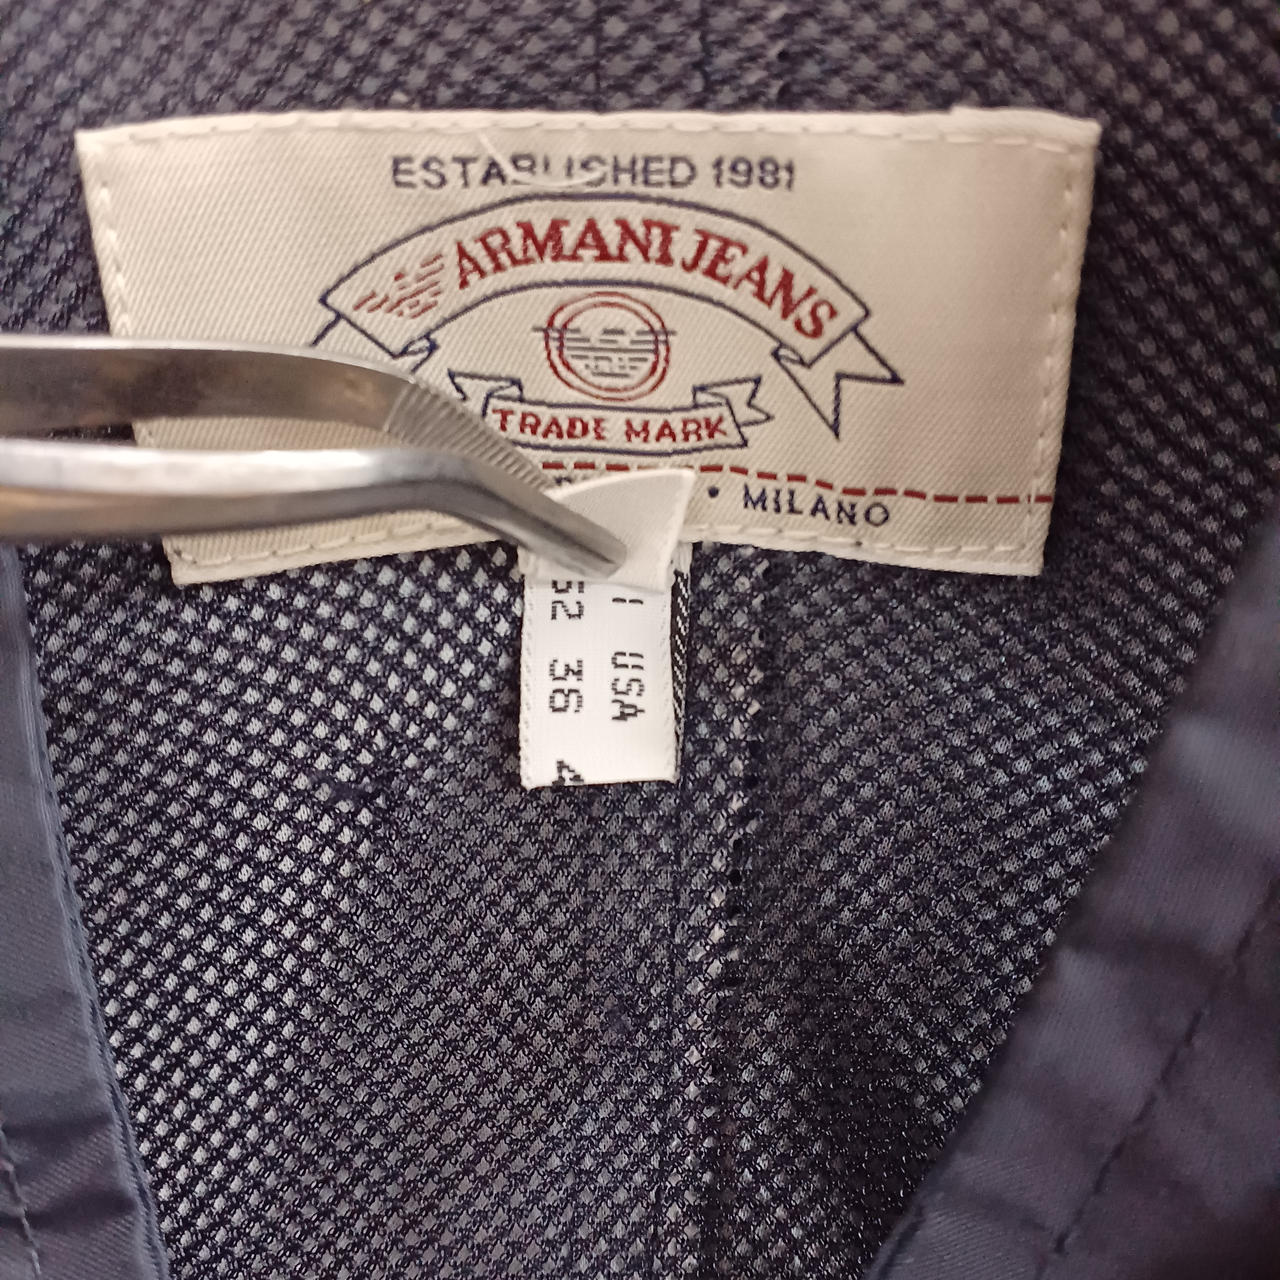 ESTABLISHED 1981
ARMANI JEANS
TRADE MARK
• MILANO
I USA
52 36